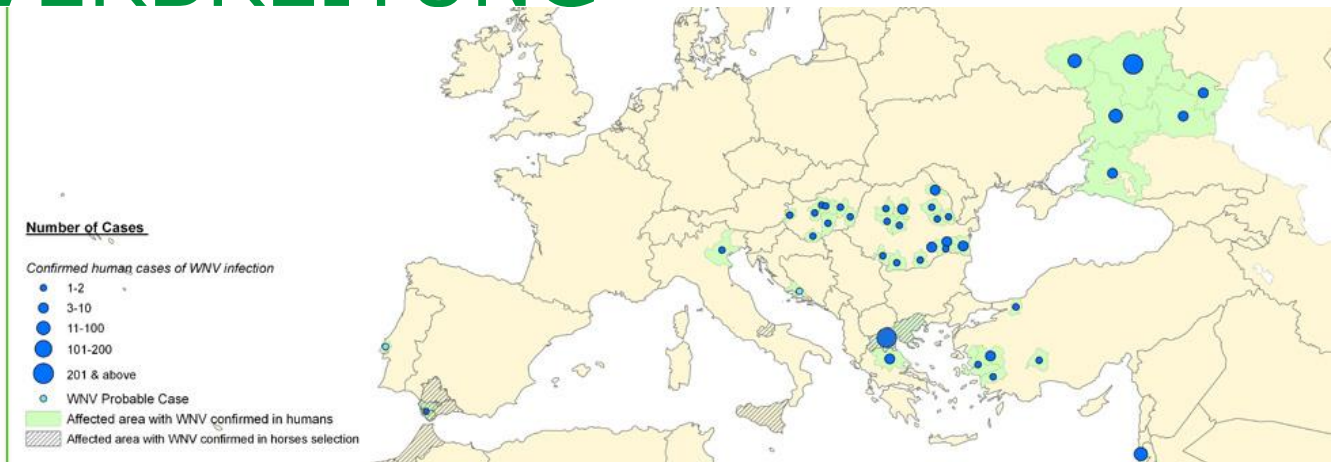 VERBREITUNG
Number of Cases
Confirmed human cases of WNV infection
1-2
3-10
11-100
101-200
201 & above
WNV Probable Case
Affected area with WNV confirmed in humans
Affected area with WNV confirmed in horses selection